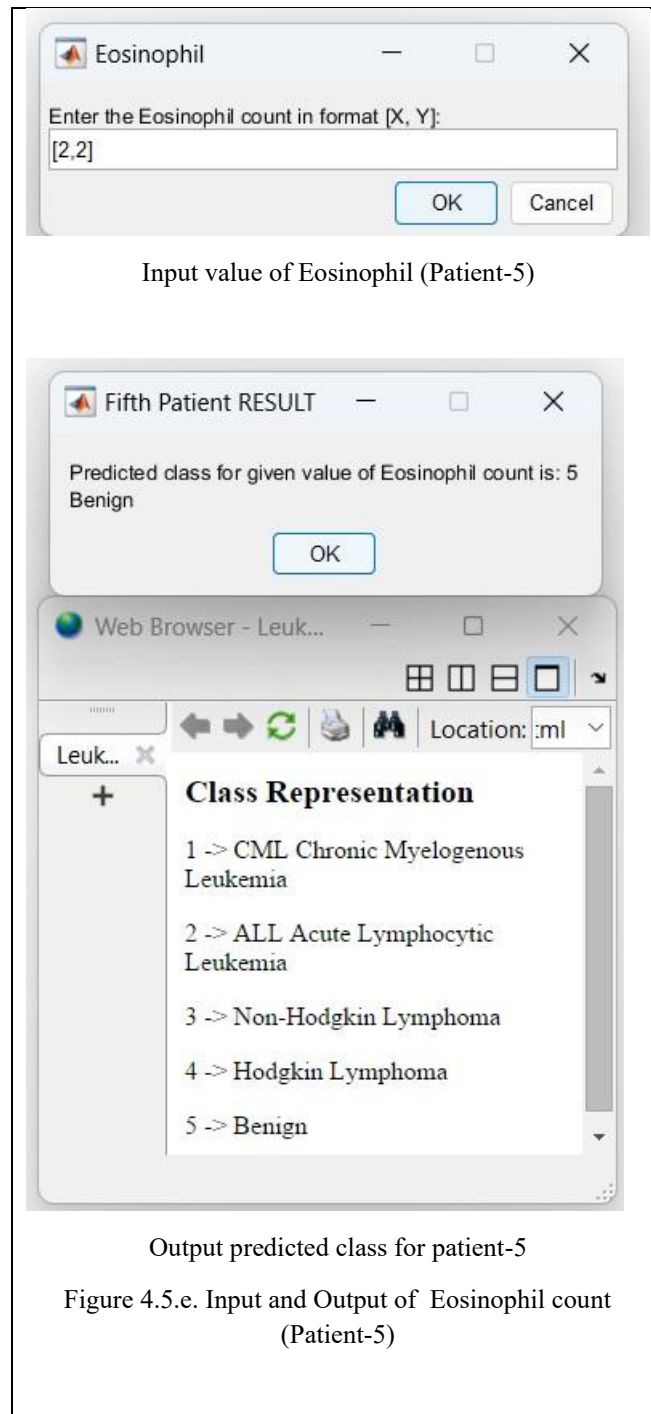 Eosinophil
Enter the Eosinophil count in format [X, Y]:
[2,2]
OK Cancel
Input value of Eosinophil (Patient-5)
Fifth Patient RESULT
Predicted class for given value of Eosinophil count is: 5
Benign
OK
Web Browser - Leuk...
Location: :ml
Leuk...
Class Representation
1 -> CML Chronic Myelogenous
Leukemia
2 -> ALL Acute Lymphocytic
Leukemia
3 -> Non-Hodgkin Lymphoma
4 -> Hodgkin Lymphoma
5 -> Benign
Output predicted class for patient-5
Figure 4.5.e. Input and Output of Eosinophil count
(Patient-5)